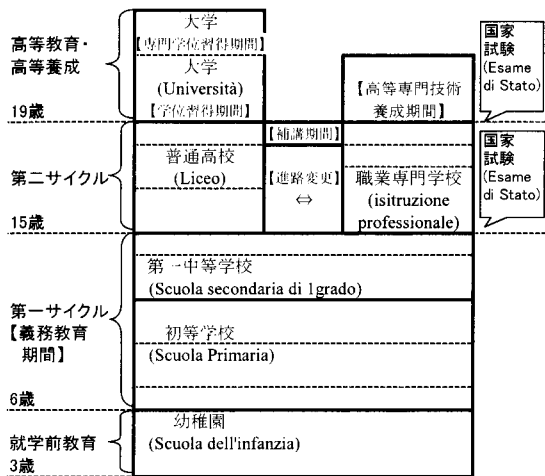 高等教育・
高等養成
19歳
大学
【専門学位習得期間】
大学
(Università)
【学位習得期間】
【高等専門技術
養成期間】
国家
試験
(Esame
di Stato)
第二サイクル
15歳
普通高校
(Liceo)
【補講期間】
【進路変更】
⇔
職業専門学校
(isitruzione
professionale)
国家
試験
(Esame
di Stato)
第一サイクル
【義務教育
期間】
6歳
第一中等学校
(Scuola secondaria di 1grado)
初等学校
(Scuola Primaria)
就学前教育
3歳
幼稚園
(Scuola dell'infanzia)